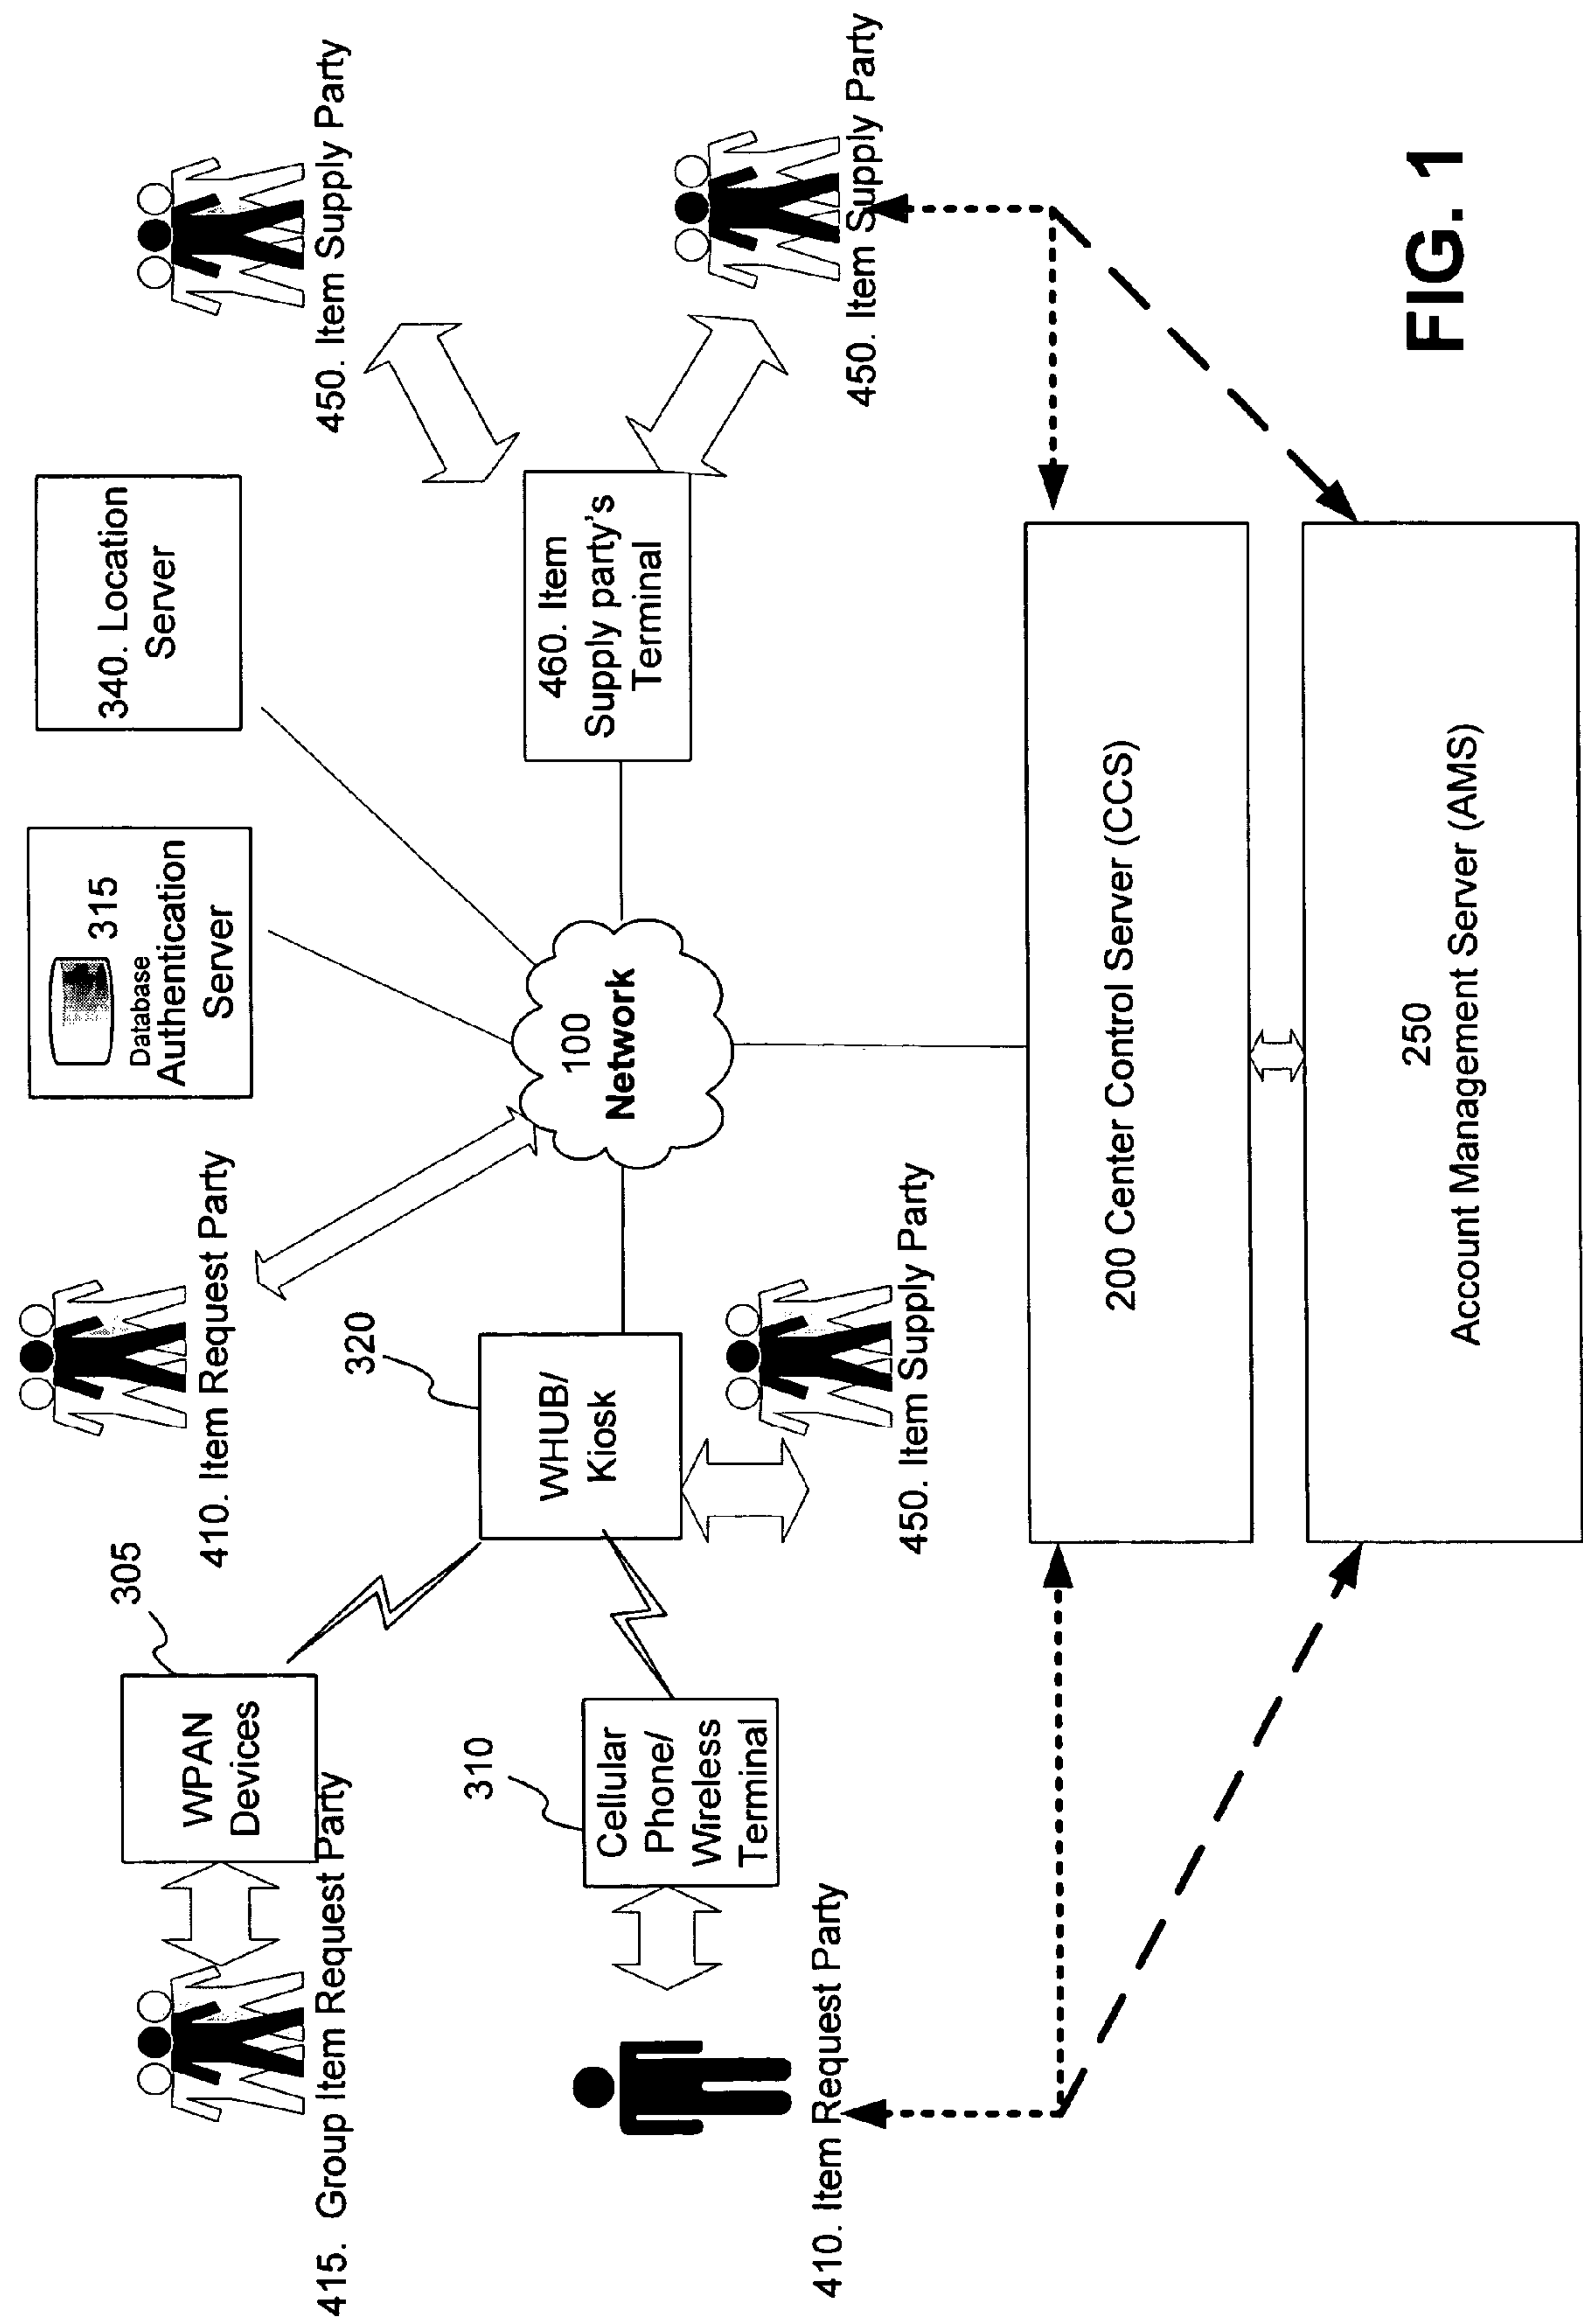 415. Group Item Request Party
WPAN
Devices
305
410. Item Request Party
Database
315
Authentication
Server
340. Location
Server
450. Item Supply Party
310
Cellular
Phone/
Wireless
Terminal
320
WHUB/
Kiosk
100
Network
460. Item
Supply party's
Terminal
410. Item Request Party
450. Item Supply Party
450. Item Supply Party
200 Center Control Server (CCS)
250
Account Management Server (AMS)
FIG. 1